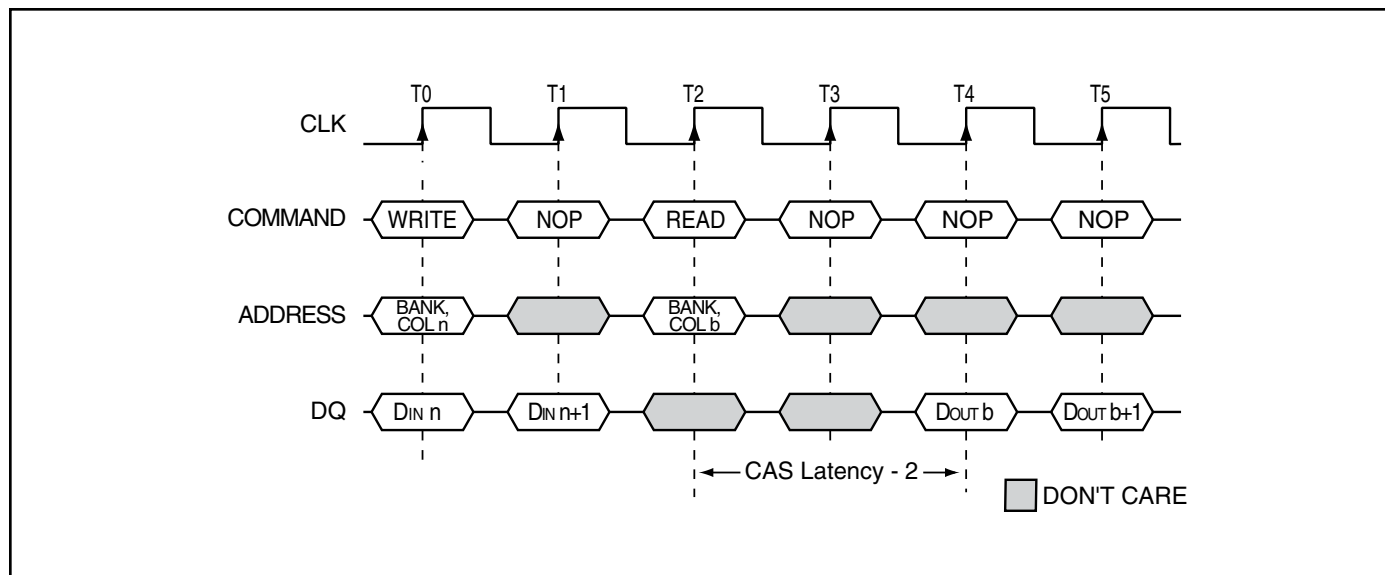 T0 T1 T2 T3 T4 T5
CLK
COMMAND WRITE NOP READ NOP NOP NOP
ADDRESS BANK, COL n BANK, COL b
DQ DIN n DIN n+1 DOUT b DOUT b+1
CAS Latency - 2
DON'T CARE